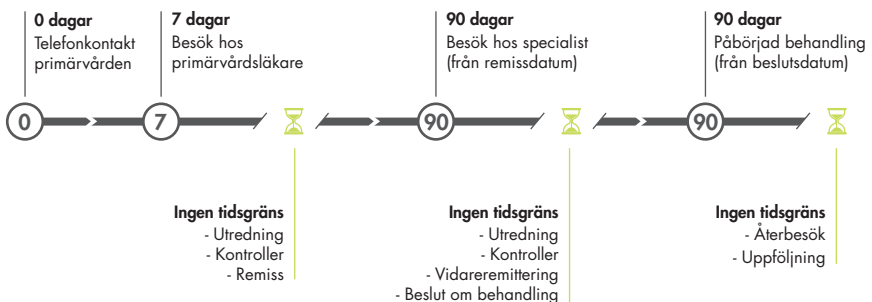 0 dagar
Telefonkontakt
primärvården
7 dagar
Besök hos
primärvårdsläkare
90 dagar
Besök hos specialist
(från remissdatum)
90 dagar
Påbörjad behandling
(från beslutsdatum)
0
7
90
90
Ingen tidsgräns
- Utredning
- Kontroller
- Remiss
Ingen tidsgräns
- Utredning
- Kontroller
- Vidareremittering
- Beslut om behandling
Ingen tidsgräns
- Återbesök
- Uppföljning